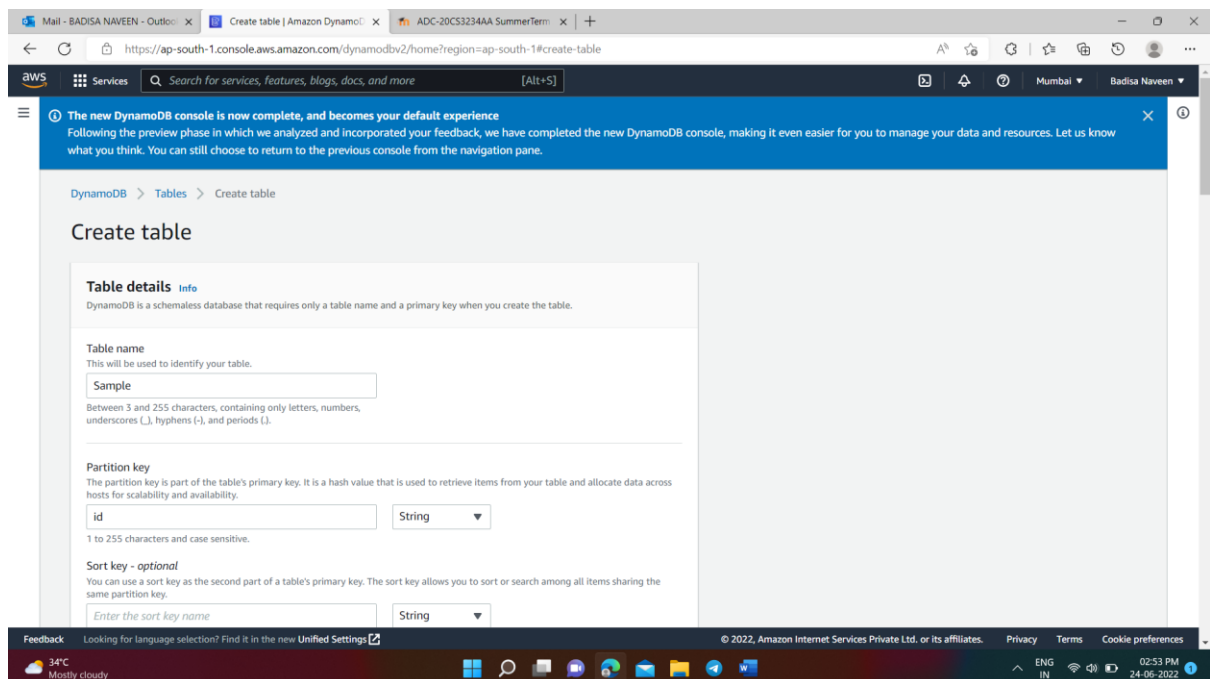 Mail - BADISA NAVEEN - Outloo
Create table | Amazon DynamoD
ADC-20CS3234AA SummerTerm
https://ap-south-1.console.aws.amazon.com/dynamodbv2/home?region=ap-south-1#create-table
aws
Services
Search for services, features, blogs, docs, and more
[Alt+S]
Mumbai
Badisa Naveen
The new DynamoDB console is now complete, and becomes your default experience
Following the preview phase in which we analyzed and incorporated your feedback, we have completed the new DynamoDB console, making it even easier for you to manage your data and resources. Let us know
what you think. You can still choose to return to the previous console from the navigation pane.
DynamoDB > Tables > Create table
Create table
Table details Info
DynamoDB is a schemaless database that requires only a table name and a primary key when you create the table.
Table name
This will be used to identify your table.
Sample
Between 3 and 255 characters, containing only letters, numbers,
underscores (_), hyphens (-), and periods (.).
Partition key
The partition key is part of the table's primary key. It is a hash value that is used to retrieve items from your table and allocate data across
hosts for scalability and availability.
id
String
1 to 255 characters and case sensitive.
Sort key - optional
You can use a sort key as the second part of a table's primary key. The sort key allows you to sort or search among all items sharing the
same partition key.
Enter the sort key name
String
Feedback
Looking for language selection? Find it in the new Unified Settings
© 2022, Amazon Internet Services Private Ltd. or its affiliates.
Privacy
Terms
Cookie preferences
34°C
Mostly cloudy
ENG
IN
02:53 PM
24-06-2022
1